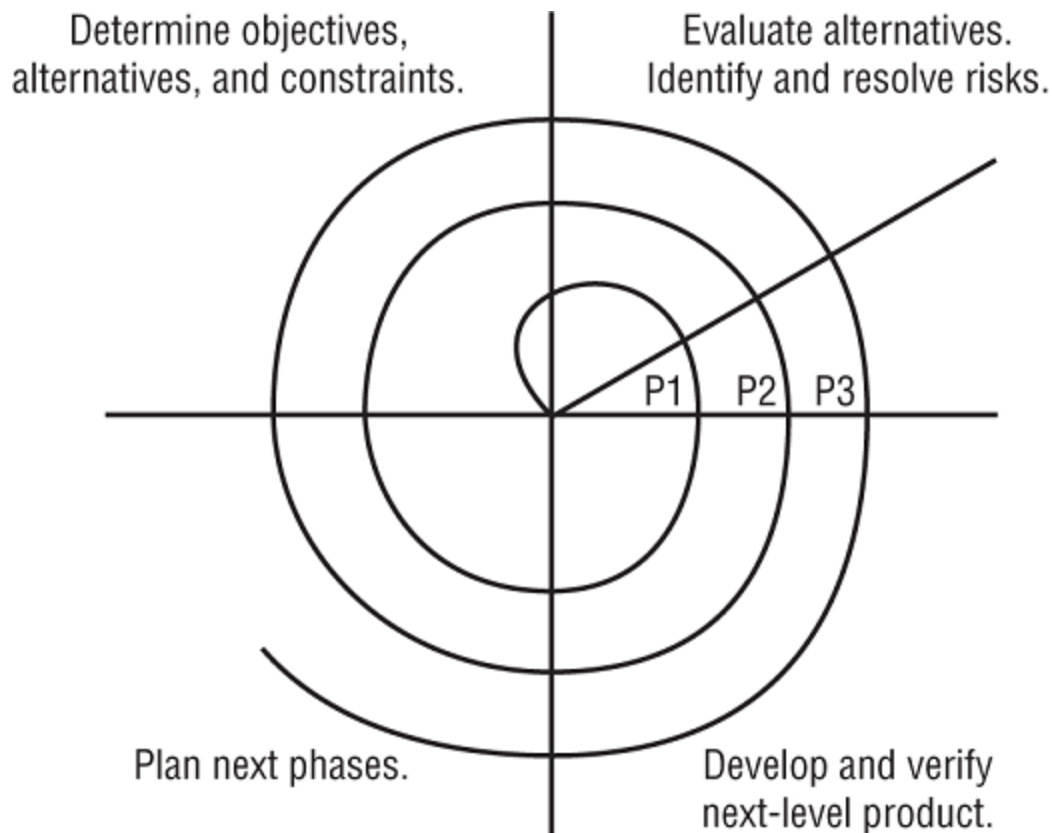 Determine objectives,
alternatives, and constraints.
Evaluate alternatives.
Identify and resolve risks.
P1 P2 P3
Plan next phases.
Develop and verify
next-level product.